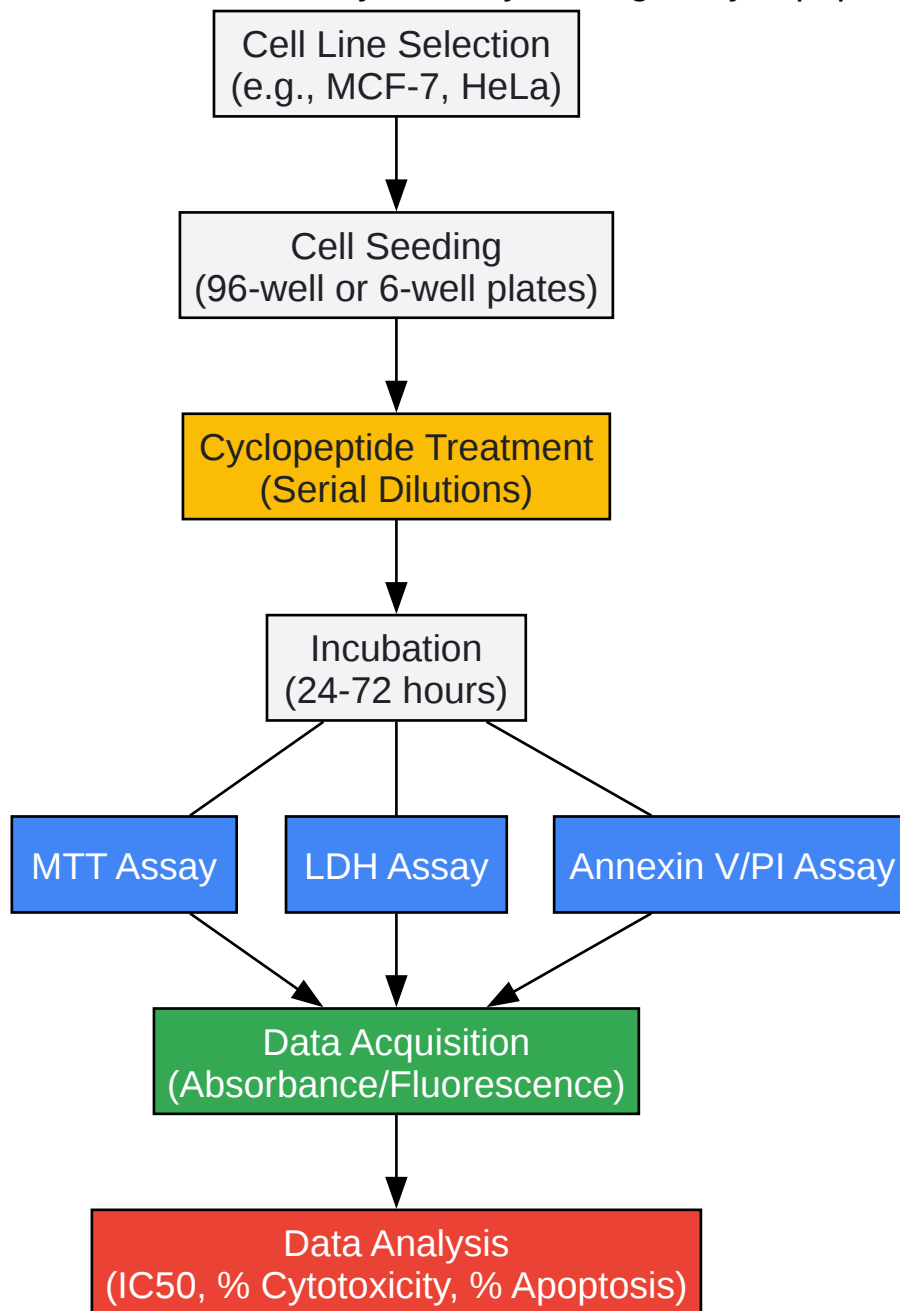 Cell Line Selection
(e.g., MCF-7, HeLa)
Cell Seeding
(96-well or 6-well plates)
Cyclopeptide Treatment
(Serial Dilutions)
Incubation
(24-72 hours)
MTT Assay
LDH Assay
Annexin V/PI Assay
Data Acquisition
(Absorbance/Fluorescence)
Data Analysis
(IC50, % Cytotoxicity, % Apoptosis)